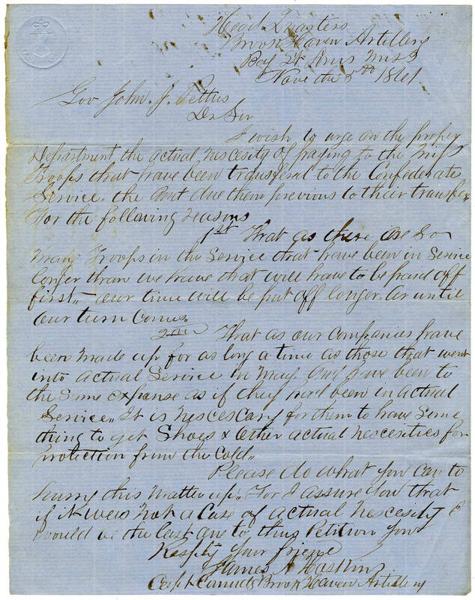 Head Quarters
Brook Haven Artillery
Bay St Louis Miss
Nove the 5th 1861
Gov John J. Pettus
Dr Sir
I wish to urge on the proper
Department the actual Nescesity of paying to the Miss
Troops that have been transferred to the Confederate
Service. the Amt due them previous to their transfer
for the following reasons
1st That as there are so
many Troops in the Service that have been in Service
longer than we have that will have to be paid off
first. our time will be put off longer or until
our turn comes
2nd That as our Companies have
been made up for as long a time as those that went
into actual Service in May and have been to
the same expense as if they had been in actual
Service. It is nescescary for them to have some
thing to get Shoes & other actual nescesities for
Protection from the Cold.
Please do what you can to
hurry this matter up. For I assure you that
if it were not a Case of actual Nescesity I
would be the last one to thus Petition you
Respty your friend
James A Hoskins
Capt Comndg Brook Haven Artillery